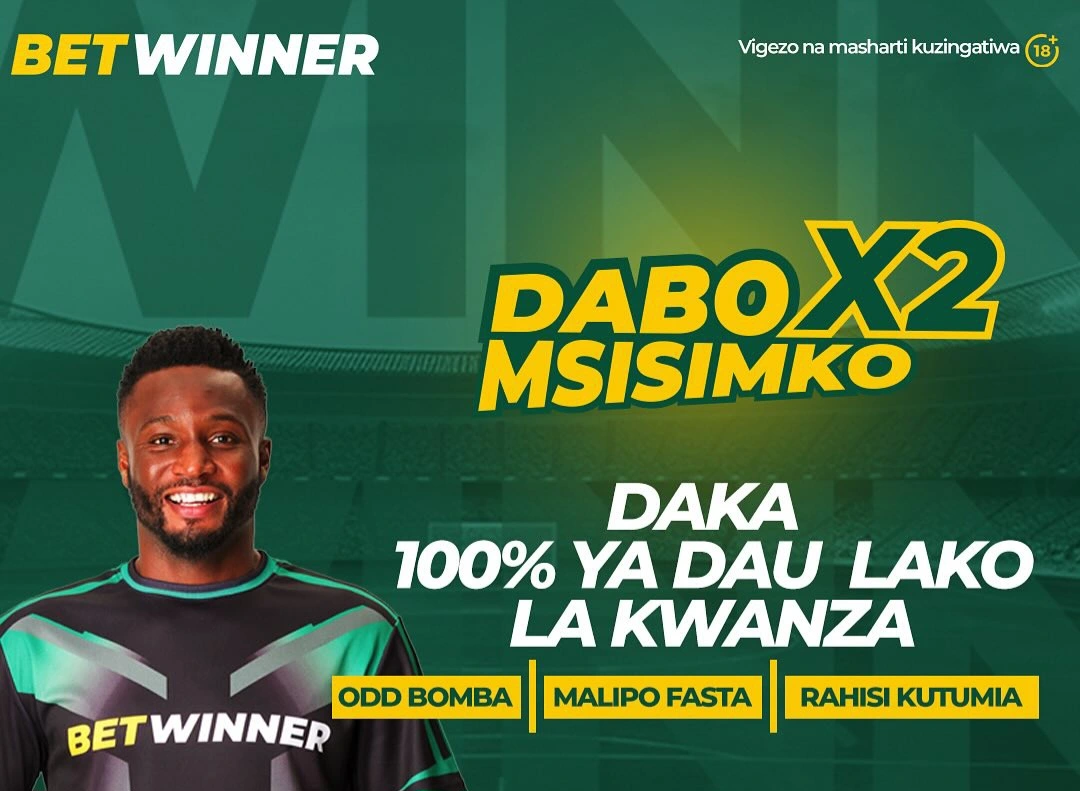 BETWINNER
Vigezo na masharti kuzingatiwa 18+
DABO X2
MSISIMKO
DAKA
100% YA DAU LAKO
LA KWANZA
ODD BOMBA
MALIPO FASTA
RAHISI KUTUMIA
BETWINNER
WINN